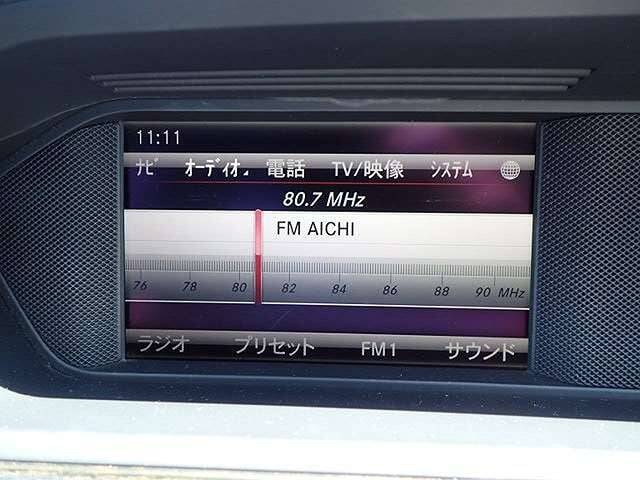 11:11
ナビ オーディオ 電話 TV/映像 システム
80.7 MHz
FM AICHI
76 78 80 82 84 86 88 90 MHz
ラジオ プリセット FM1 サウンド